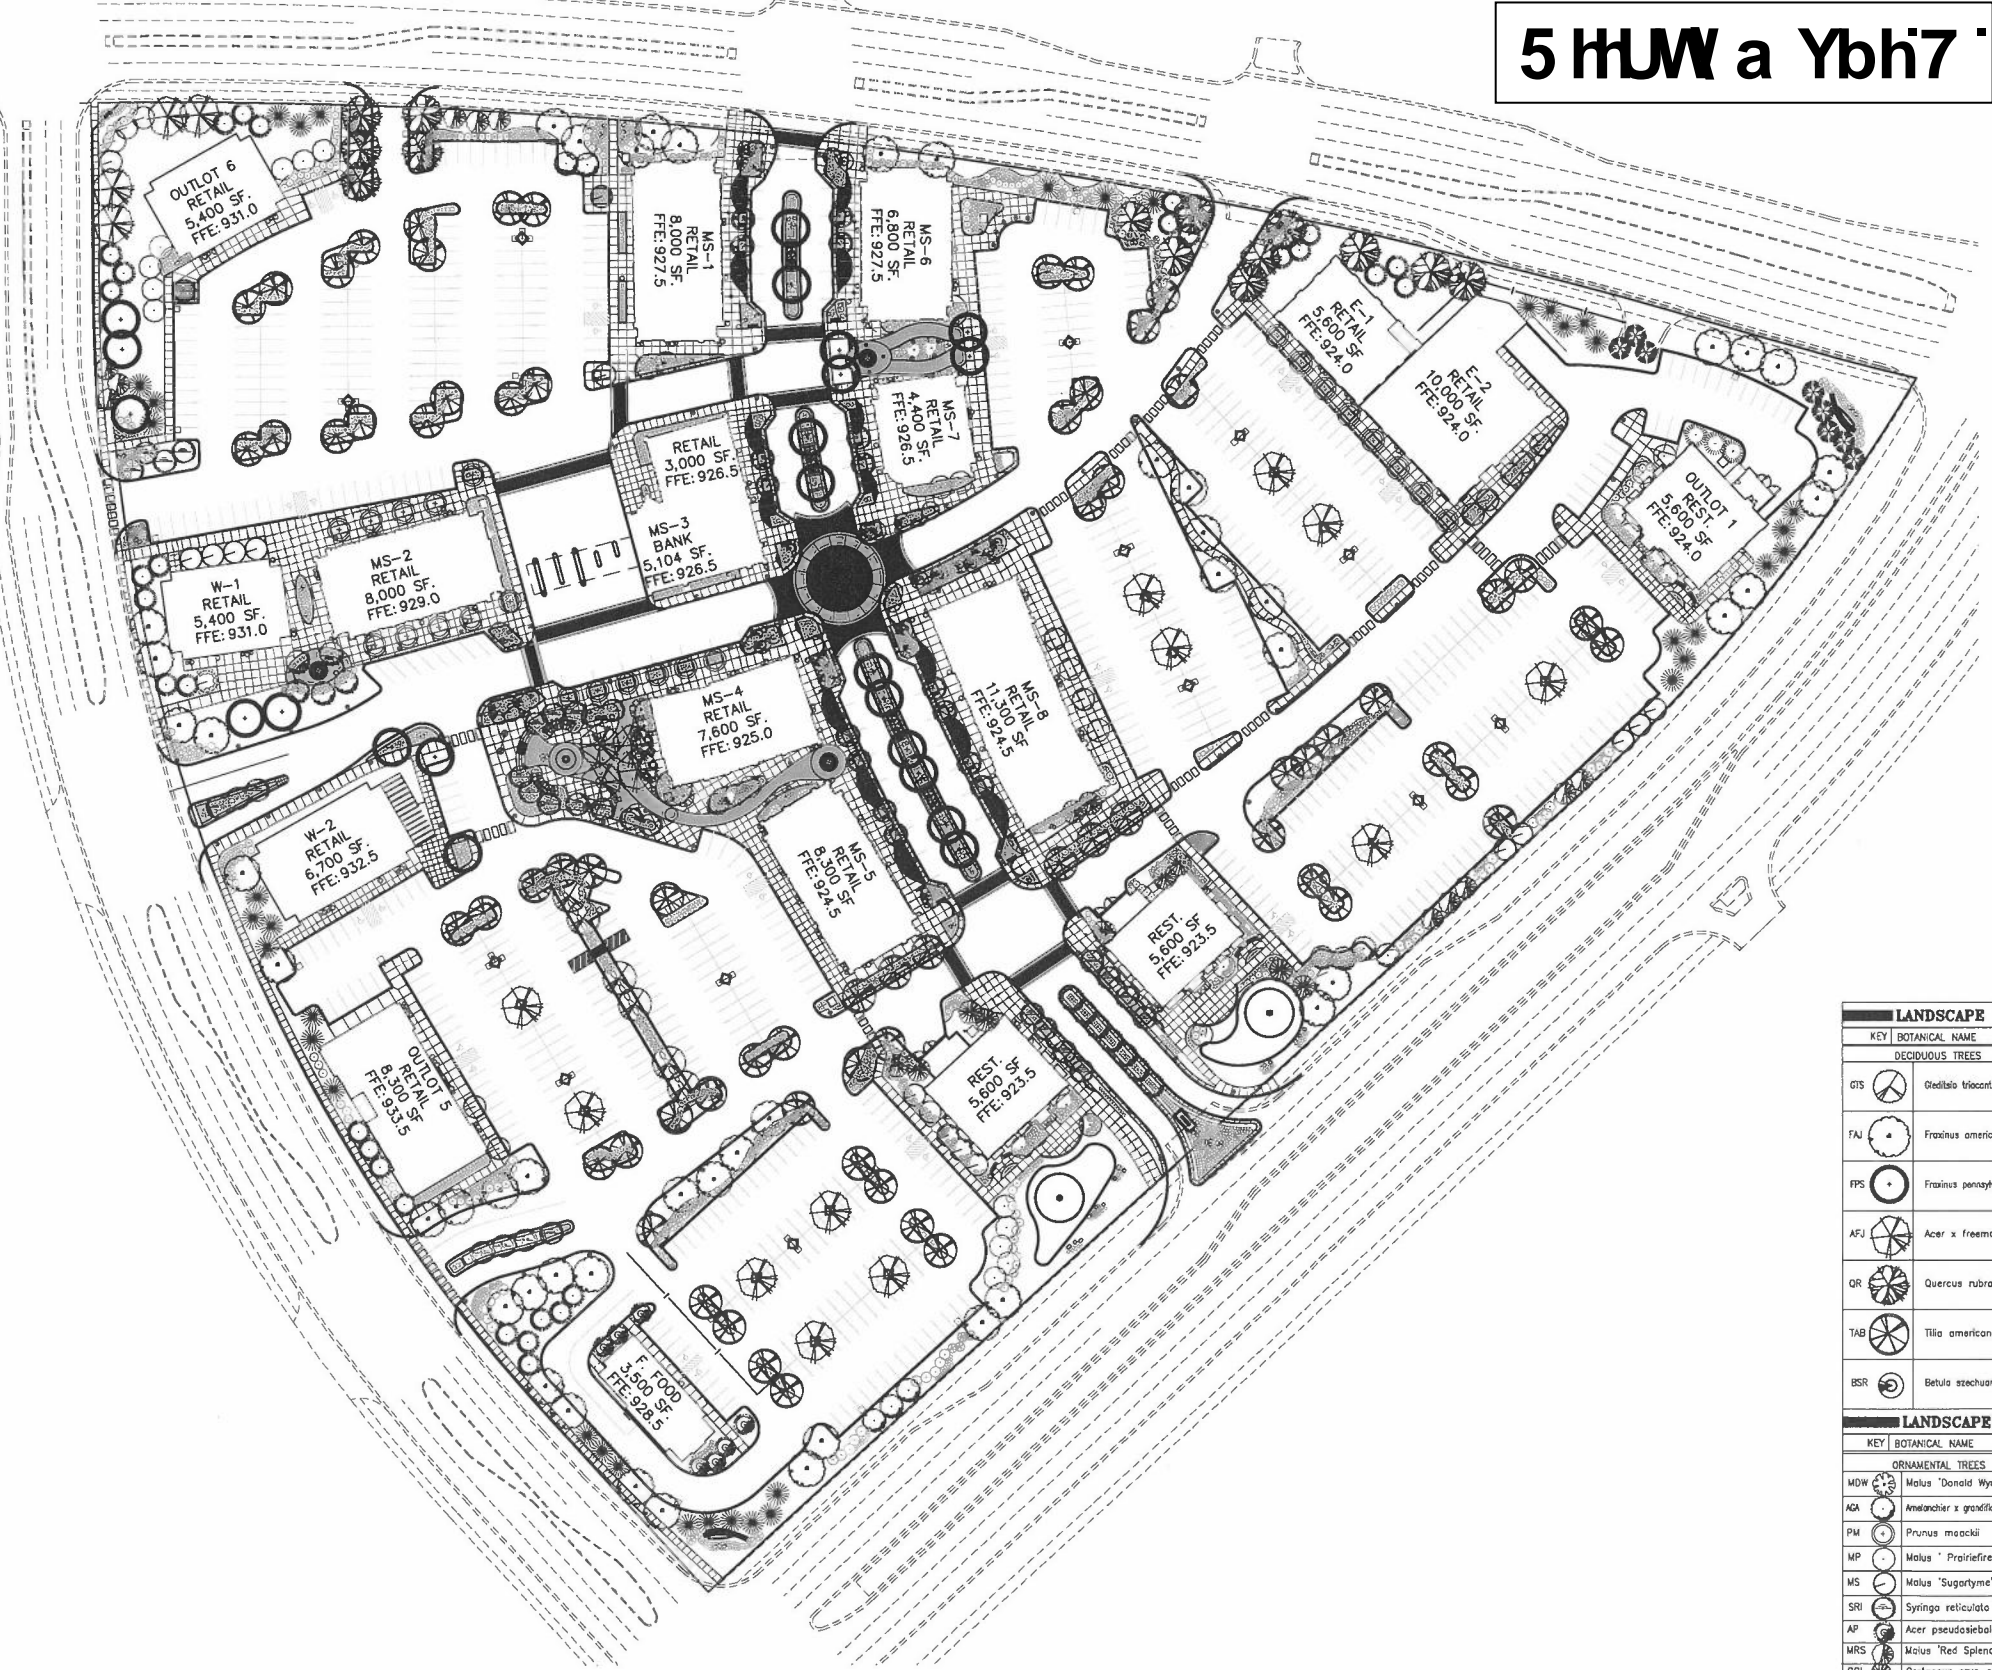 OUTLOT 6
RETAIL
5,400 SF.
FFE: 931.0
MS-1
RETAIL
8,000 SF.
FFE: 927.5
MS-6
RETAIL
6,800 SF.
FFE: 927.5
E-1
RETAIL
5,600 SF
FFE: 924.0
E-2
RETAIL
10,000 SF.
FFE: 924.0
MS-7
RETAIL
4,400 SF.
FFE: 926.5
RETAIL
3,000 SF.
FFE: 926.5
MS-3
BANK
5,104 SF.
FFE: 926.5
OUTLOT 1
REST.
5,600 SF
FFE: 924.0
MS-2
RETAIL
8,000 SF.
FFE: 929.0
W-1
RETAIL
5,400 SF.
FFE: 931.0
MS-4
RETAIL
7,600 SF.
FFE: 925.0
MS-8
RETAIL
11,300 SF
FFE: 924.5
W-2
RETAIL
6,700 SF.
FFE: 932.5
MS-5
RETAIL
8,300 SF
FFE: 924.5
REST.
5,600 SF
FFE: 923.5
OUTLOT 5
RETAIL
8,300 SF
FFE: 933.5
REST.
5,600 SF
FFE: 923.5
F. FOOD
3,500 SF.
FFE: 928.5
LANDSCAPE
KEY BOTANICAL NAME
DECIDUOUS TREES
GTS
FAJ Fraxinus americ
FPS Fraxinus pennsyl
AFJ Acer x freema
QR Quercus rubra
TAB Tilia american
BSR Betula szechuan
LANDSCAPE
KEY BOTANICAL NAME
ORNAMENTAL TREES
MDW Malus 'Donald Wy
AGA Amelanchier x grandiflo
PM Prunus maackii
MP Malus ' Prairiefire
MS Malus 'Sugartyme'
SRI Syringa reticulata
AP Acer pseudosiebol
MRS Malus 'Red Splend